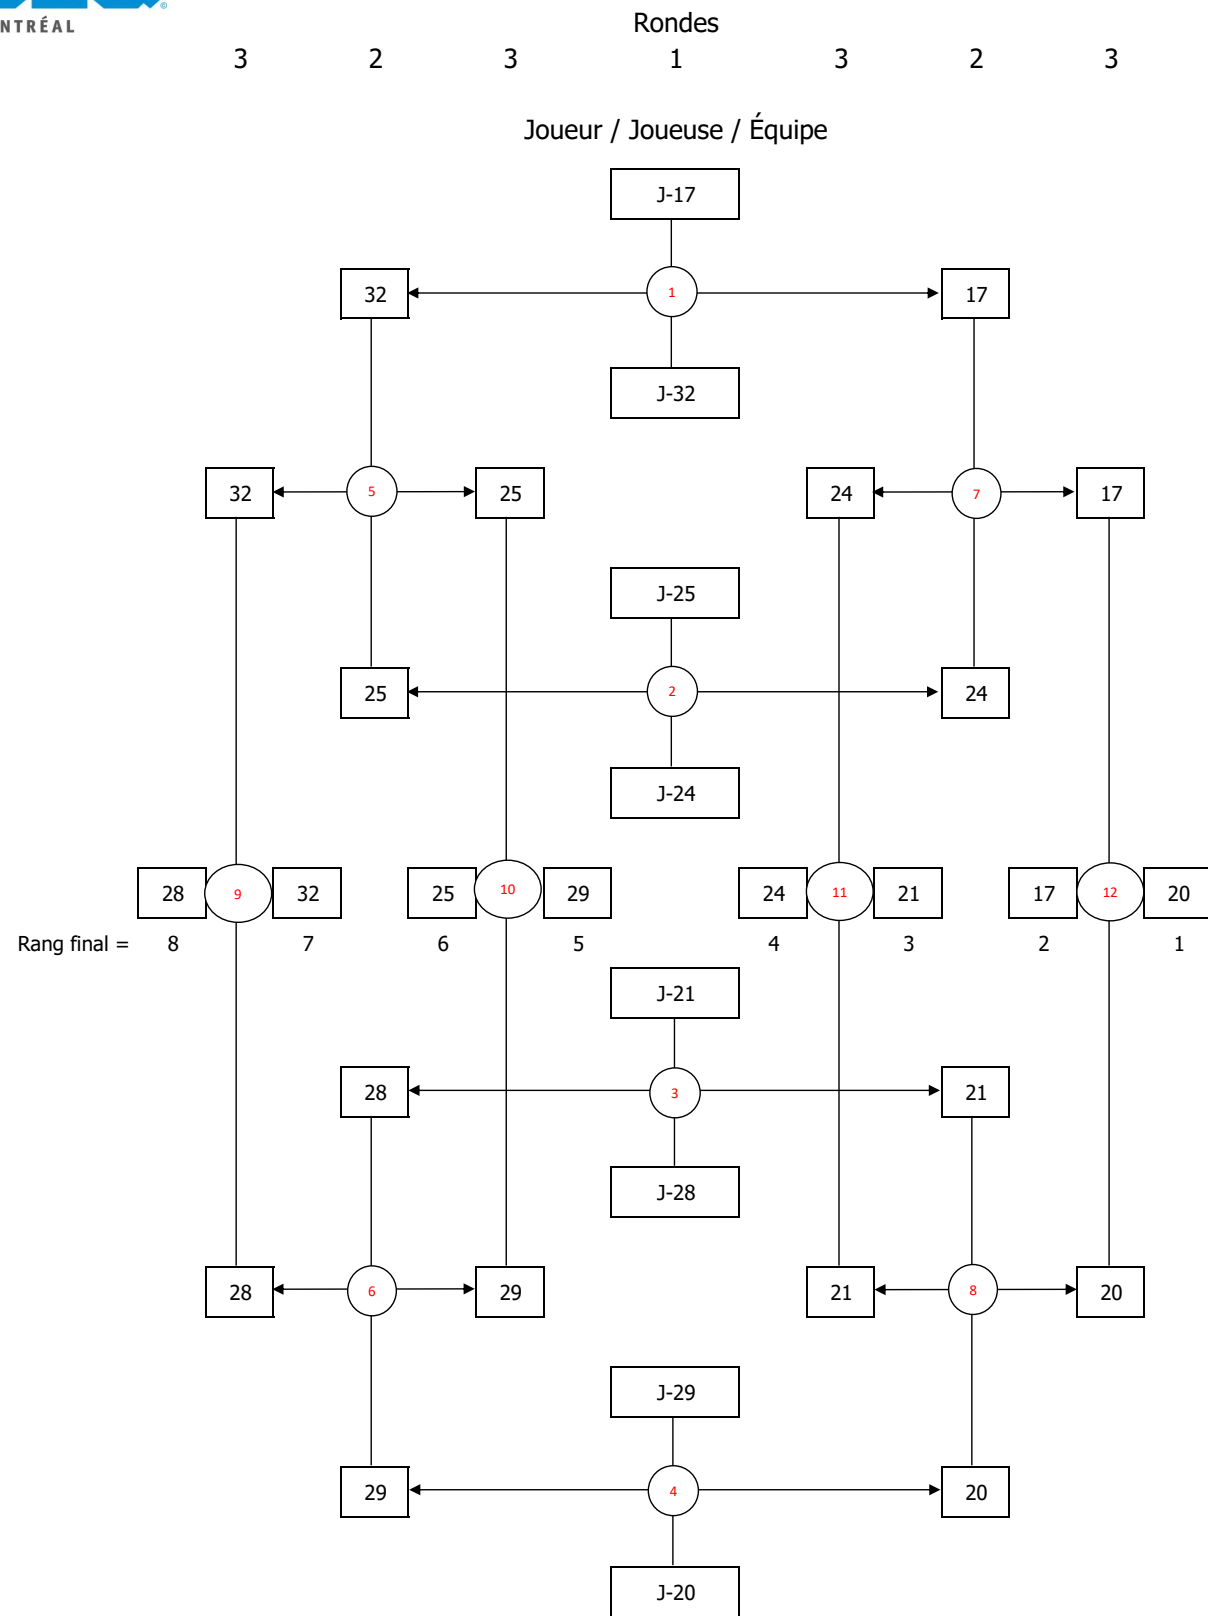 NTRÉAL
Rondes
3 2 3 1 3 2 3
Joueur / Joueuse / Équipe
J-17
32 1 17
J-32
32 5 25 24 7 17
J-25
25 2 24
J-24
28 9 32 25 10 29 24 11 21 17 12 20
Rang final = 8 7 6 5 4 3 2 1
J-21
28 3 21
J-28
28 6 29 21 8 20
J-29
29 4 20
J-20